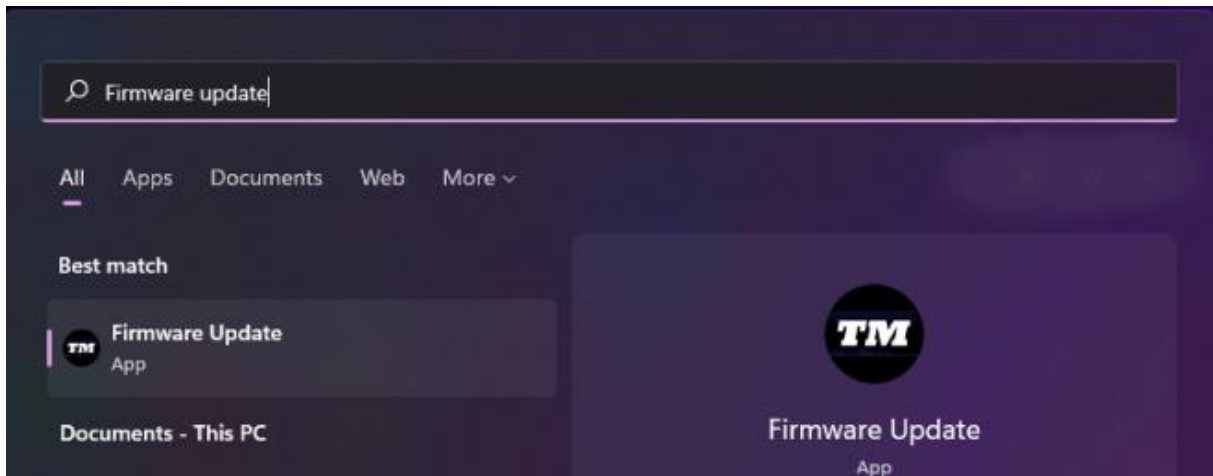 Firmware update
All Apps Documents Web More
Best match
TM Firmware Update
App
Documents - This PC
TM
Firmware Update
App